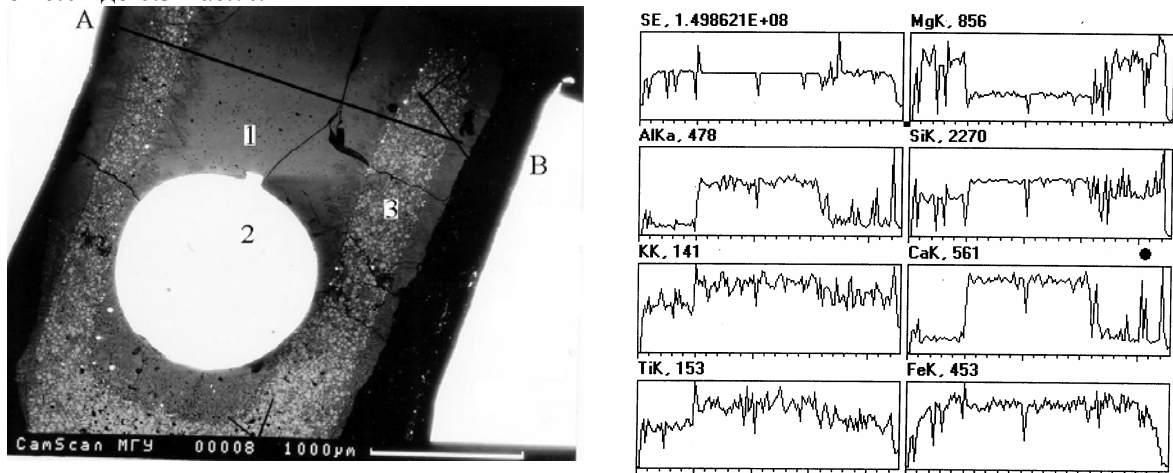 A
1
B
3
2
CamScan МГУ 00008 1000μm
SE, 1.498621E+08
MgK, 856
AlKa, 478
SiK, 2270
KK, 141
CaK, 561
TiK, 153
FeK, 453